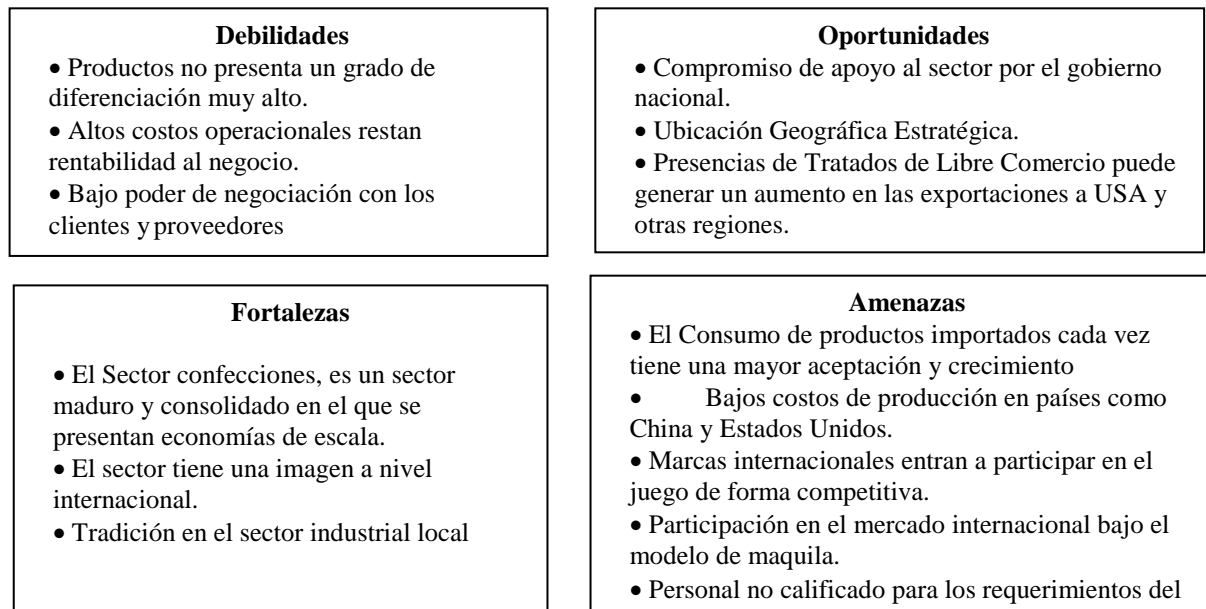 Debilidades
• Productos no presenta un grado de
diferenciación muy alto.
• Altos costos operacionales restan
rentabilidad al negocio.
• Bajo poder de negociación con los
clientes y proveedores
Oportunidades
• Compromiso de apoyo al sector por el gobierno
nacional.
• Ubicación Geográfica Estratégica.
• Presencias de Tratados de Libre Comercio puede
generar un aumento en las exportaciones a USA y
otras regiones.
Fortalezas
• El Sector confecciones, es un sector
maduro y consolidado en el que se
presentan economías de escala.
• El sector tiene una imagen a nivel
internacional.
• Tradición en el sector industrial local
Amenazas
• El Consumo de productos importados cada vez
tiene una mayor aceptación y crecimiento
• Bajos costos de producción en países como
China y Estados Unidos.
• Marcas internacionales entran a participar en el
juego de forma competitiva.
• Participación en el mercado internacional bajo el
modelo de maquila.
• Personal no calificado para los requerimientos del